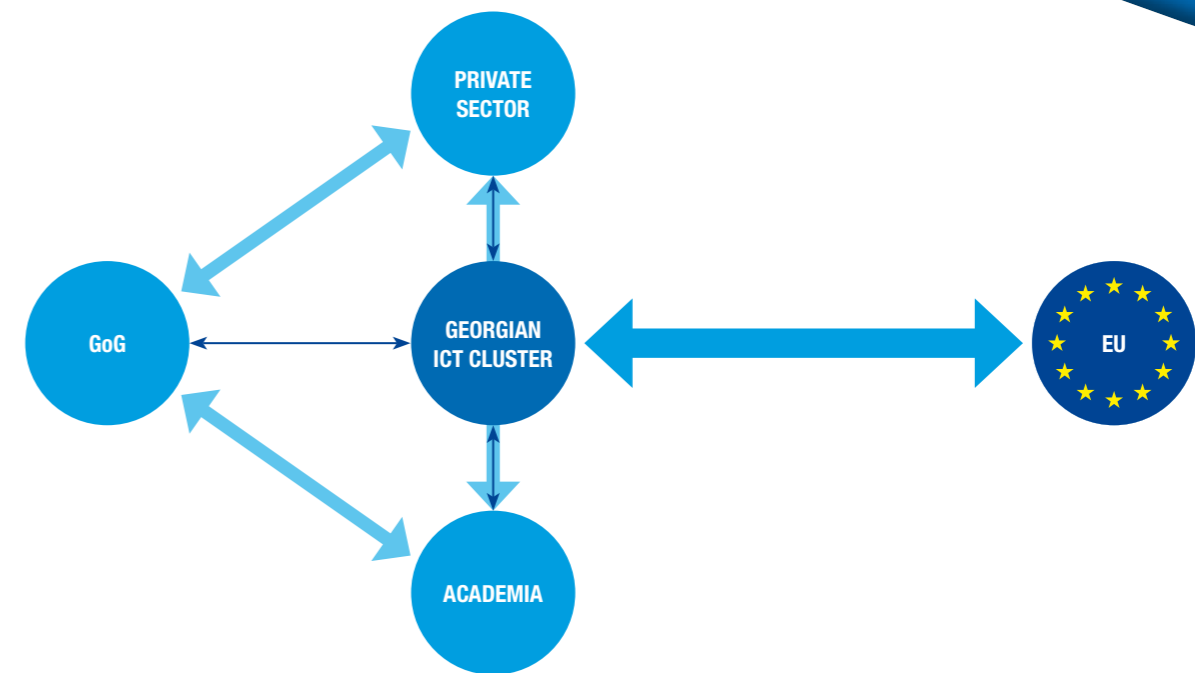 PRIVATE
SECTOR
GoG
GEORGIAN
ICT CLUSTER
EU
ACADEMIA